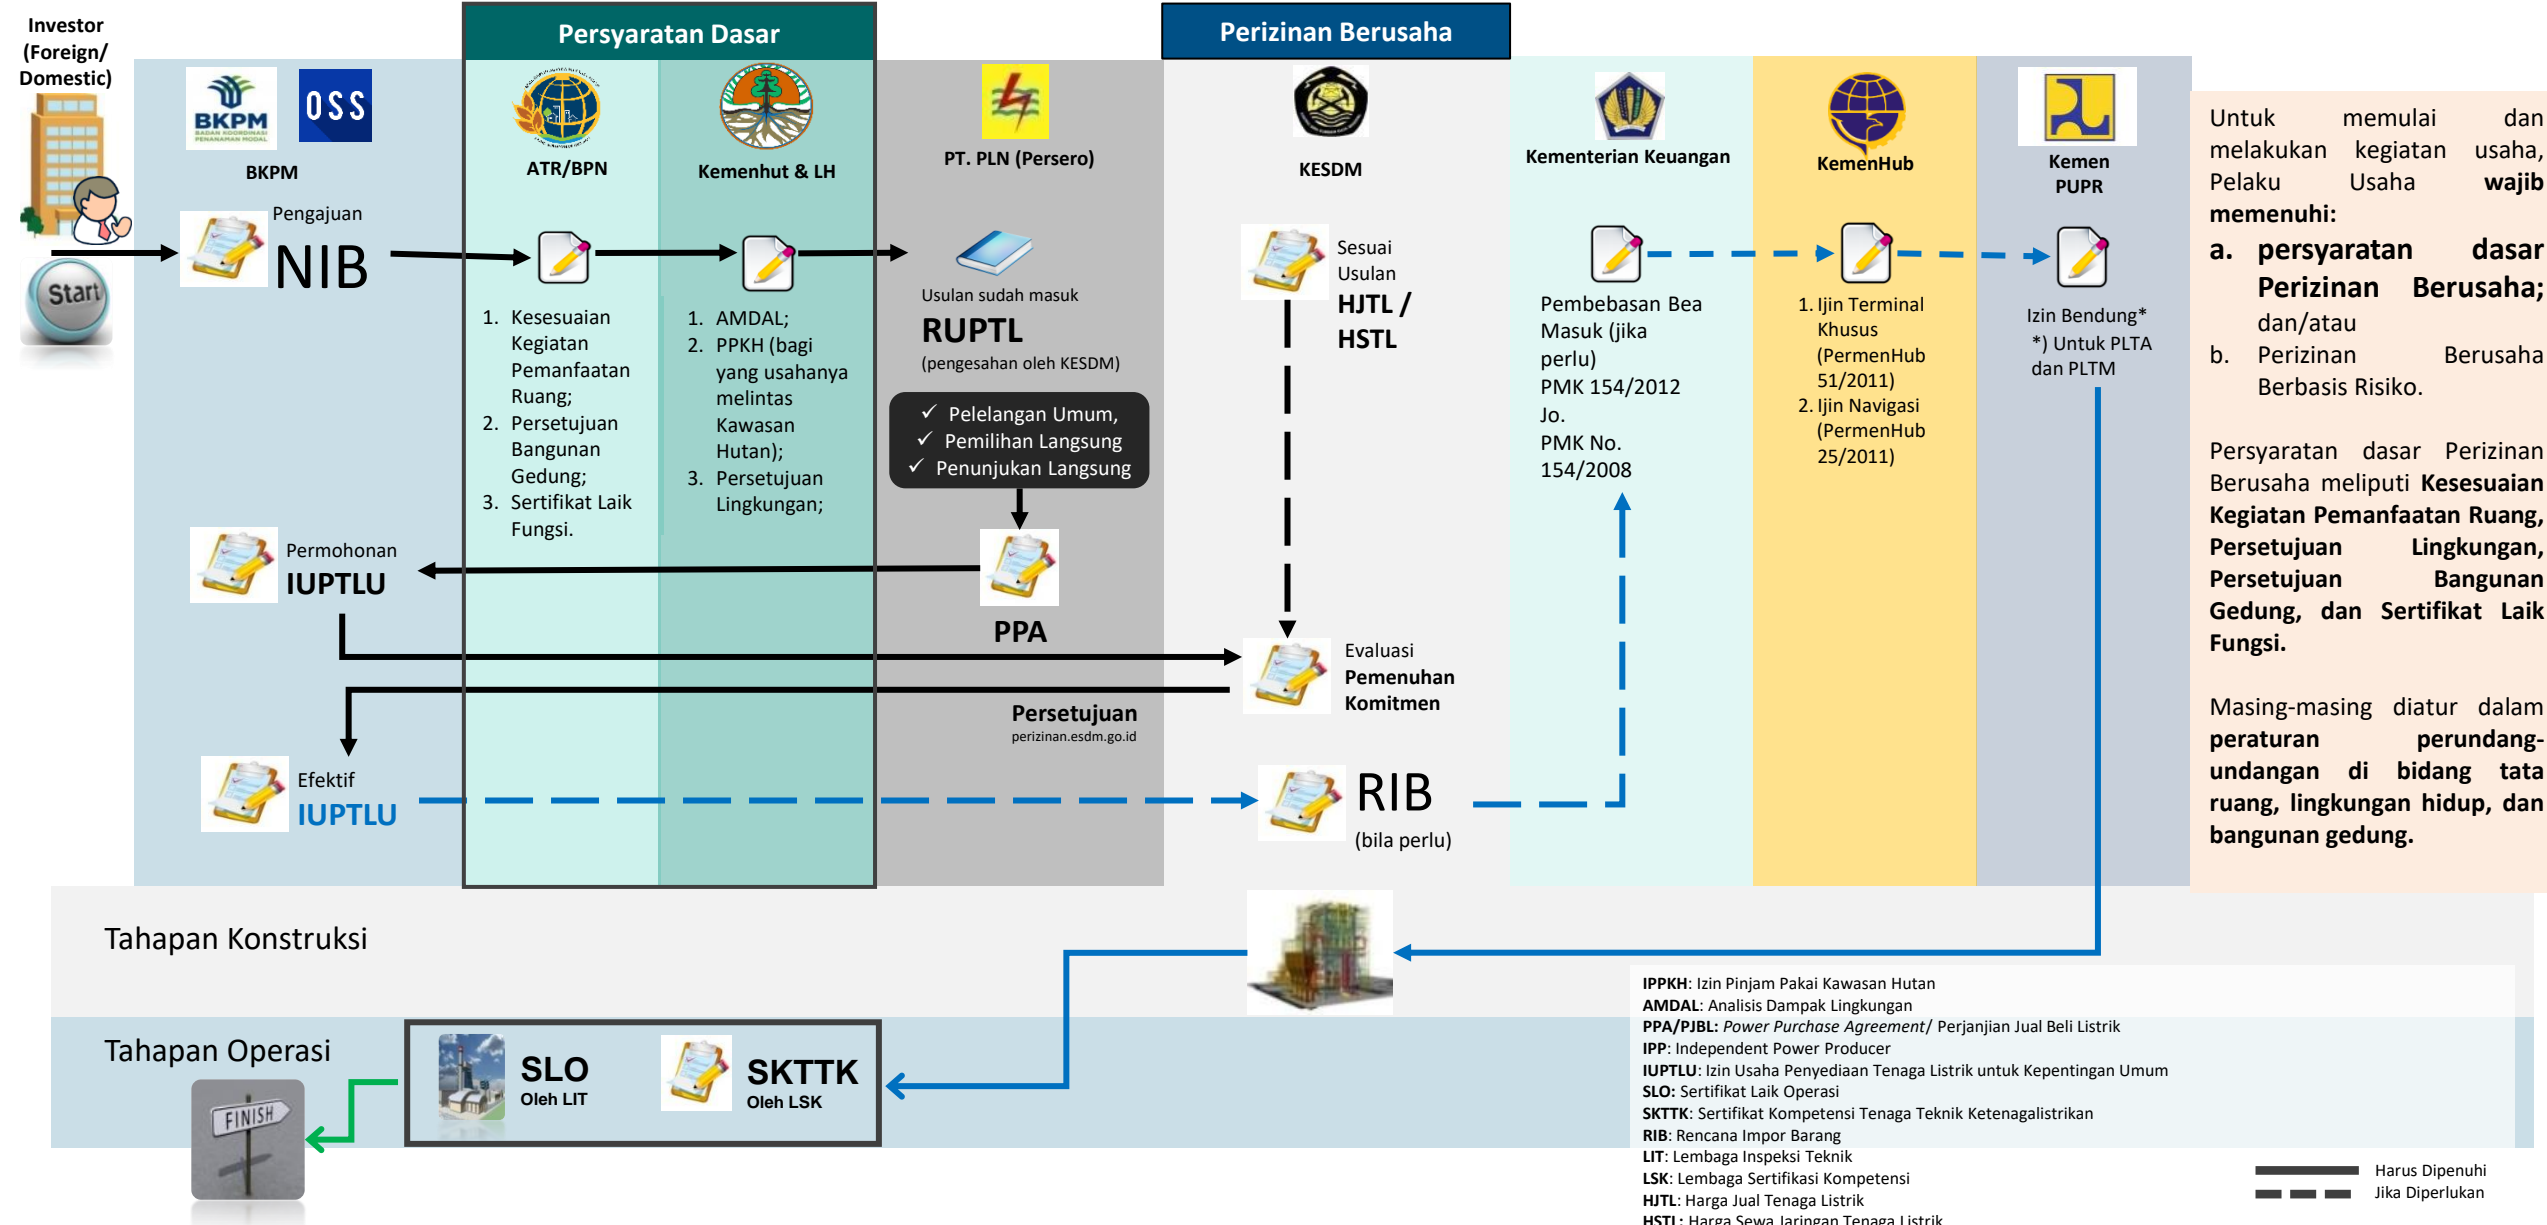 Investor
(Foreign/
Domestic)
Start
Persyaratan Dasar
Perizinan Berusaha
BKPM
BADAN KOORDINASI
PENANAMAN MODAL
OSS
BKPM
ATR/BPN
Kemenhut & LH
PT. PLN (Persero)
KESDM
Kementerian Keuangan
KemenHub
Kemen
PUPR
Pengajuan
NIB
1. Kesesuaian
Kegiatan
Pemanfaatan
Ruang;
2. Persetujuan
Bangunan
Gedung;
3. Sertifikat Laik
Fungsi.
1. AMDAL;
2. PPKH (bagi
yang usahanya
melintas
Kawasan
Hutan);
3. Persetujuan
Lingkungan;
Usulan sudah masuk
RUPTL
(pengesahan oleh KESDM)
✓ Pelelangan Umum,
✓ Pemilihan Langsung
✓ Penunjukan Langsung
PPA
Sesuai
Usulan
HJTL /
HSTL
Pembebasan Bea
Masuk (jika
perlu)
PMK 154/2012
Jo.
PMK No.
154/2008
1. Ijin Terminal
Khusus
(PermenHub
51/2011)
2. Ijin Navigasi
(PermenHub
25/2011)
Izin Bendung*
*) Untuk PLTA
dan PLTM
Permohonan
IUPTLU
Evaluasi
Pemenuhan
Komitmen
Persetujuan
perizinan.esdm.go.id
Efektif
IUPTLU
RIB
(bila perlu)
Untuk memulai dan
melakukan kegiatan usaha,
Pelaku Usaha wajib
memenuhi:
a. persyaratan dasar
Perizinan Berusaha;
dan/atau
b. Perizinan Berusaha
Berbasis Risiko.
Persyaratan dasar Perizinan
Berusaha meliputi Kesesuaian
Kegiatan Pemanfaatan Ruang,
Persetujuan Lingkungan,
Persetujuan Bangunan
Gedung, dan Sertifikat Laik
Fungsi.
Masing-masing diatur dalam
peraturan perundang-
undangan di bidang tata
ruang, lingkungan hidup, dan
bangunan gedung.
Tahapan Konstruksi
Tahapan Operasi
FINISH
SLO
Oleh LIT
SKTTK
Oleh LSK
IPPKH: Izin Pinjam Pakai Kawasan Hutan
AMDAL: Analisis Dampak Lingkungan
PPA/PJBL: Power Purchase Agreement/ Perjanjian Jual Beli Listrik
IPP: Independent Power Producer
IUPTLU: Izin Usaha Penyediaan Tenaga Listrik untuk Kepentingan Umum
SLO: Sertifikat Laik Operasi
SKTTK: Sertifikat Kompetensi Tenaga Teknik Ketenagalistrikan
RIB: Rencana Impor Barang
LIT: Lembaga Inspeksi Teknik
LSK: Lembaga Sertifikasi Kompetensi
HJTL: Harga Jual Tenaga Listrik
HSTL: Harga Sewa Jaringan Tenaga Listrik
Harus Dipenuhi
Jika Diperlukan